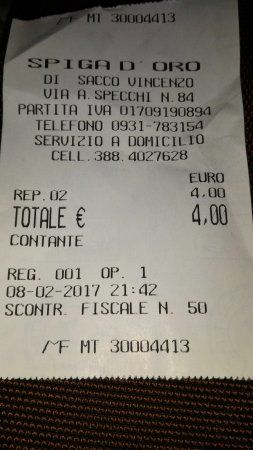 MF MT 30004413
SPIGA D'ORO
DI SACCO VINCENZO
VIA A.SPECCHI N.84
PARTITA IVA 01709190894
TELEFONO 0931-783154
SERVIZIO A DOMICILIO
CELL.388.4027628
EURO
REP.02 4,00
TOTALE € 4,00
CONTANTE
REG. 001 OP. 1
08-02-2017 21:42
SCONTR. FISCALE N. 50
MF MT 30004413